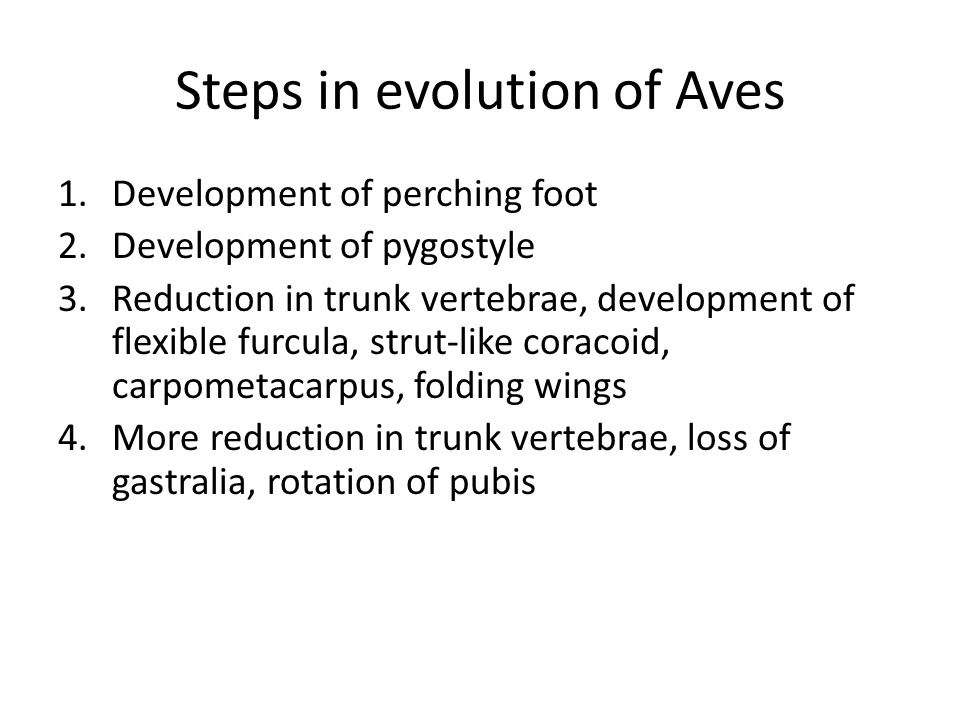 Steps in evolution of Aves
1. Development of perching foot
2. Development of pygostyle
3. Reduction in trunk vertebrae, development of
flexible furcula, strut-like coracoid,
carpometacarpus, folding wings
4. More reduction in trunk vertebrae, loss of
gastralia, rotation of pubis